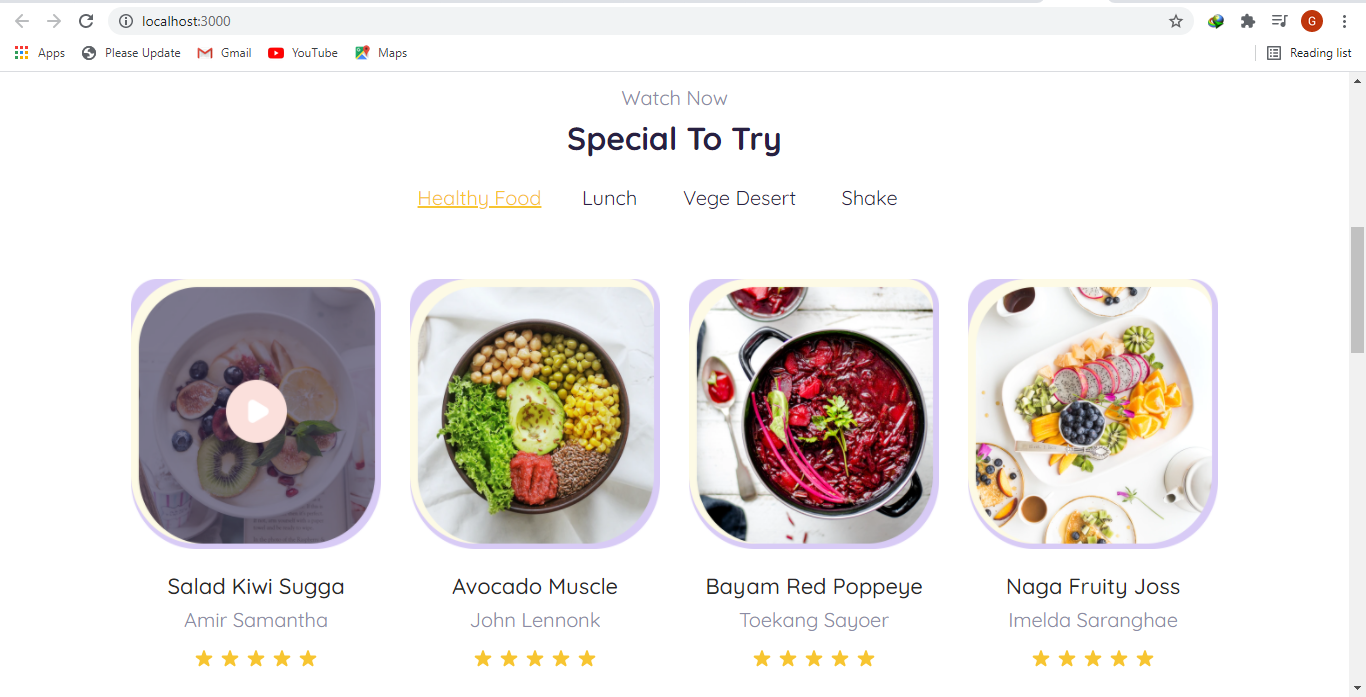 localhost:3000
G
Apps Please Update Gmail YouTube Maps Reading list
Watch Now
Special To Try
Healthy Food Lunch Vege Desert Shake
Salad Kiwi Sugga Avocado Muscle Bayam Red Poppeye Naga Fruity Joss
Amir Samantha John Lennonk Toekang Sayoer Imelda Saranghae